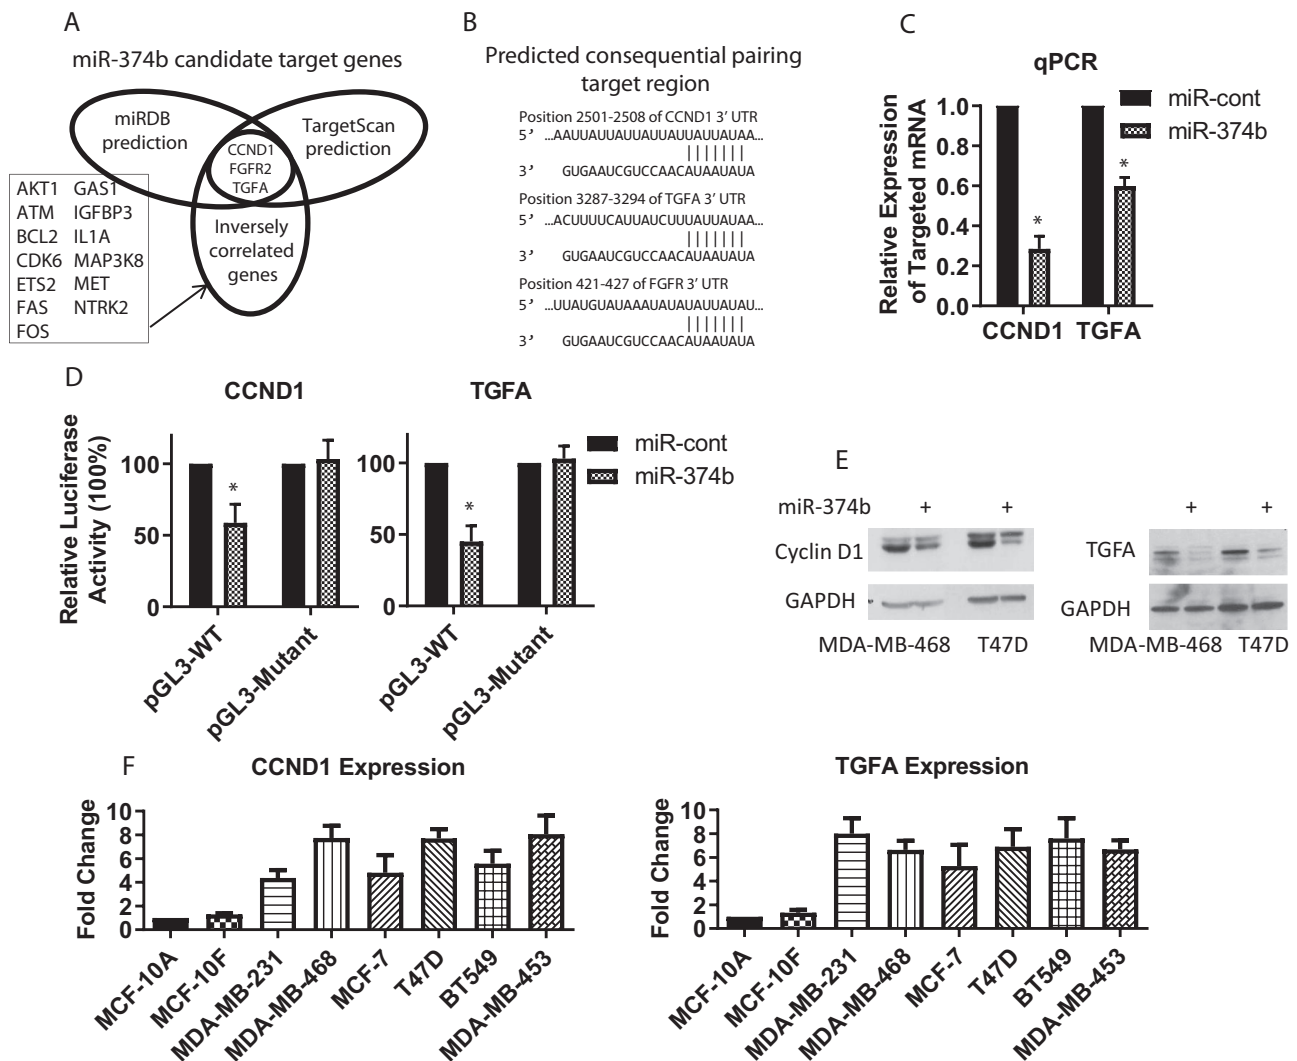 A
miR-374b candidate target genes
miRDB
prediction
TargetScan
prediction
CCND1
FGFR2
TGFA
Inversely
correlated
genes
AKT1 GAS1
ATM IGFBP3
BCL2 IL1A
CDK6 MAP3K8
ETS2 MET
FAS NTRK2
FOS
B
Predicted consequential pairing
target region
Position 2501-2508 of CCND1 3’ UTR
5’ ...AAUUAUUAUUAUUAUUAUUAUAA...
3’ GUGAAUCGUCCAACAUAAUAUA
Position 3287-3294 of TGFA 3’ UTR
5’ ...ACUUUUCAUUAUCUUUAUUAUAA...
3’ GUGAAUCGUCCAACAUAAUAUA
Position 421-427 of FGFR 3’ UTR
5’ ...UUAUGUAUAAAUAUUAUUAUUAUAU...
3’ GUGAAUCGUCCAACAUAAUAUA
C
qPCR
miR-cont
miR-374b
Relative Expression
of Targeted mRNA
1.0
0.8
0.6
0.4
0.2
0.0
*
*
CCND1 TGFA
D
CCND1
Relative Luciferase
Activity (100%)
100
50
0
*
pGL3-WT
pGL3-Mutant
TGFA
100
50
0
*
pGL3-WT
pGL3-Mutant
miR-cont
miR-374b
E
miR-374b + +
Cyclin D1
GAPDH
MDA-MB-468 T47D
+ +
TGFA
GAPDH
MDA-MB-468 T47D
F
CCND1 Expression
Fold Change
10
8
6
4
2
0
MCF-10A
MCF-10F
MDA-MB-231
MDA-MB-468
MCF-7
T47D
BT549
MDA-MB-453
TGFA Expression
Fold Change
10
8
6
4
2
0
MCF-10A
MCF-10F
MDA-MB-231
MDA-MB-468
MCF-7
T47D
BT549
MDA-MB-453